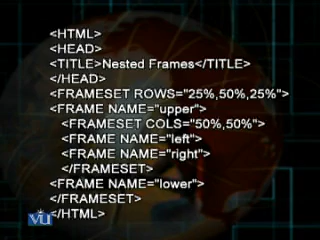 <HTML>
<HEAD>
<TITLE>Nested Frames</TITLE>
</HEAD>
<FRAMESET ROWS="25%,50%,25%">
<FRAME NAME="upper">
<FRAMESET COLS="50%,50%">
<FRAME NAME="left">
<FRAME NAME="right">
</FRAMESET>
<FRAME NAME="lower">
</FRAMESET>
</HTML>
VU